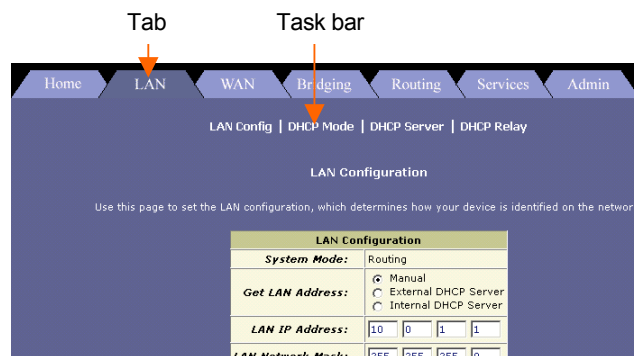 Tab Task bar
Home LAN WAN Bridging Routing Services Admin
LAN Config | DHCP Mode | DHCP Server | DHCP Relay
LAN Configuration
Use this page to set the LAN configuration, which determines how your device is identified on the networ
LAN Configuration
System Mode: Routing
Get LAN Address: Manual
External DHCP Server
Internal DHCP Server
LAN IP Address: 10 0 1 1
LAN Network Mask: 255 255 255 0